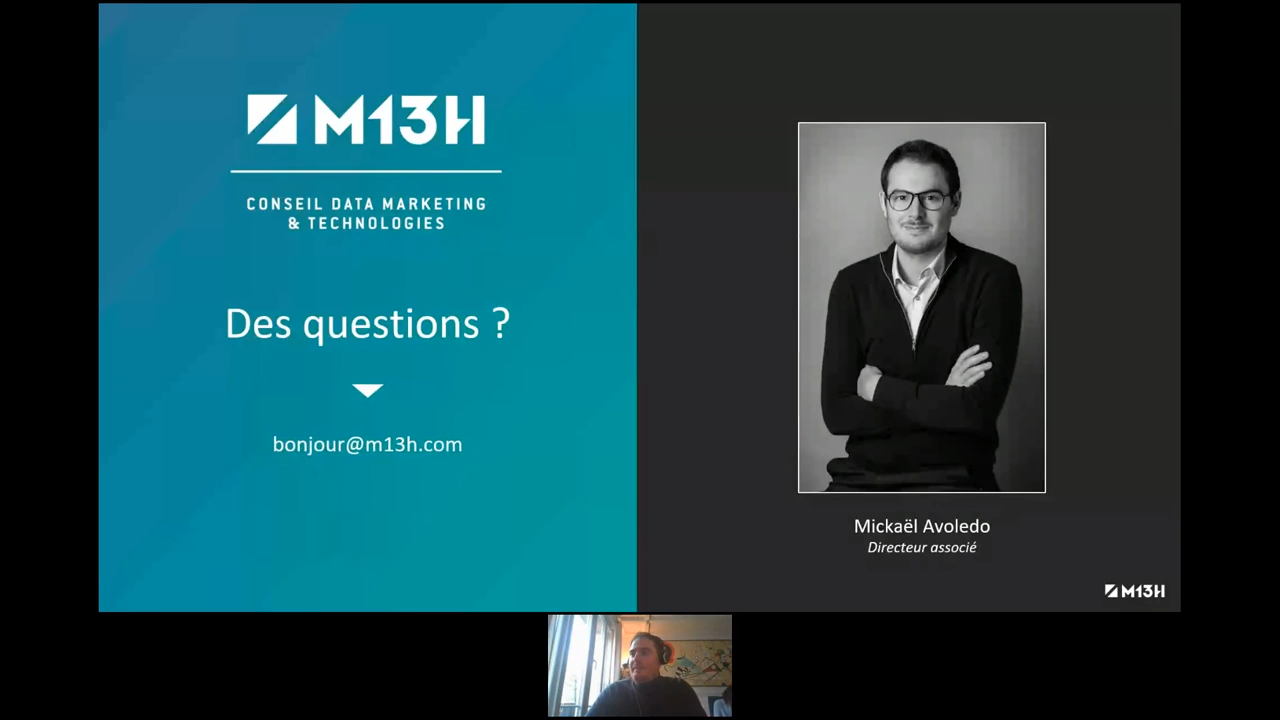 M13H
CONSEIL DATA MARKETING
& TECHNOLOGIES
Des questions ?
bonjour@m13h.com
Mickaël Avoledo
Directeur associé
M13H